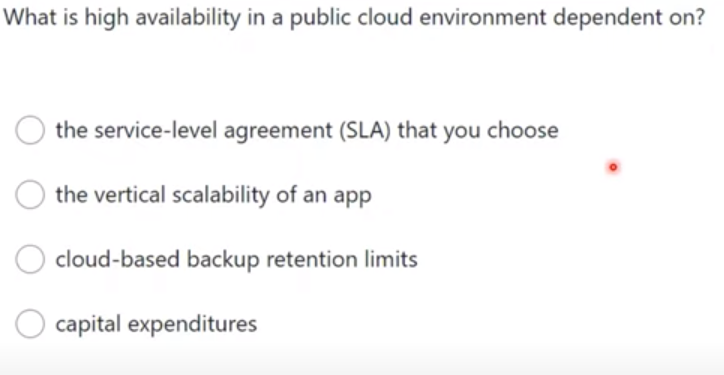 What is high availability in a public cloud environment dependent on?
the service-level agreement (SLA) that you choose
the vertical scalability of an app
cloud-based backup retention limits
capital expenditures